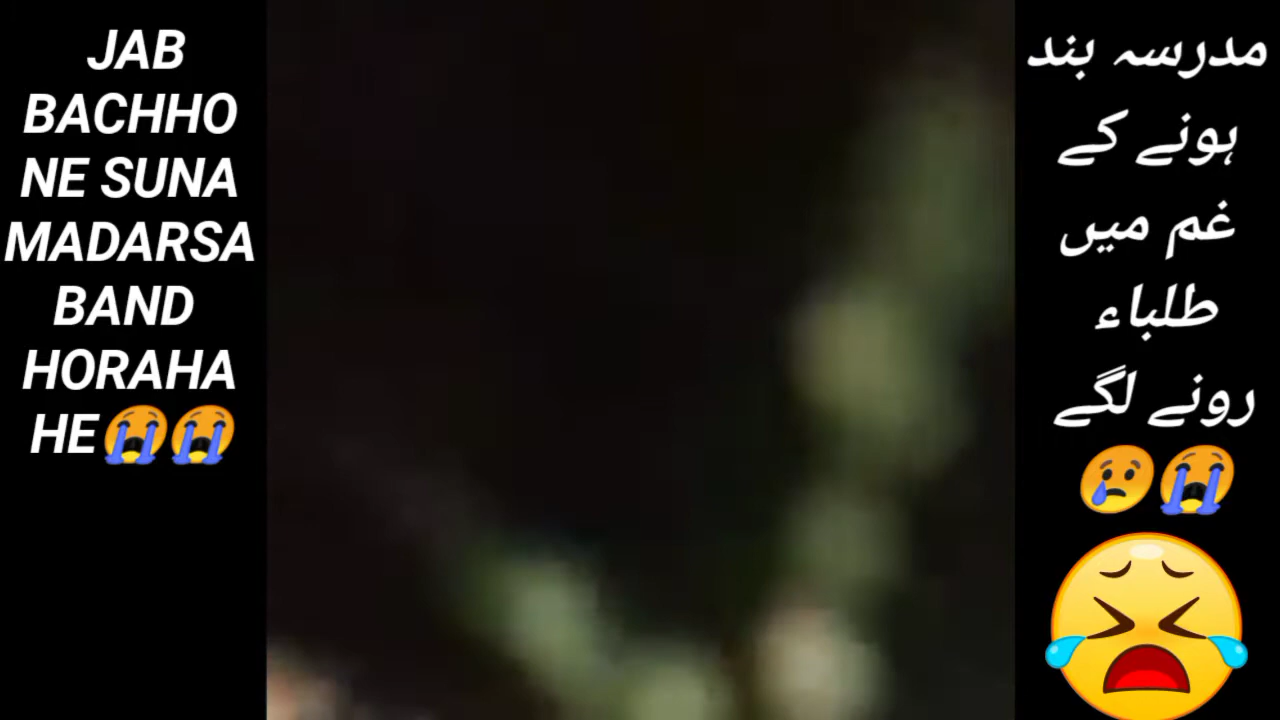 JAB
BACHHO
NE SUNA
MADARSA
BAND
HORAHA
HE😭😭
مدرسہ بند
ہونے کے
غم میں
طلباء
رونے لگے
😢😭